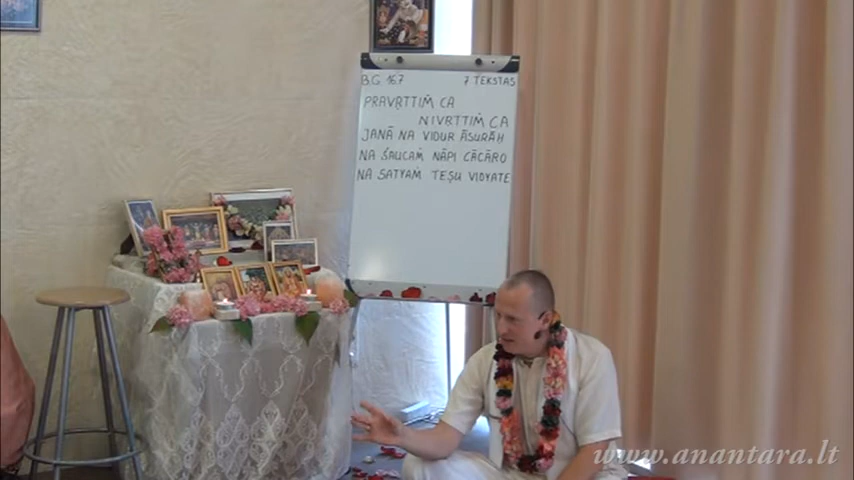 B.G 16.7 7 TEKSTAS
PRAVṚTTIṀ CA
NIVṚTTIṀ CA
JANĀ NA VIDUR ĀSURĀḤ
NA ŚAUCAṀ NĀPI CĀCĀRO
NA SATYAṀ TEṢU VIDYATE
www.anantara.lt